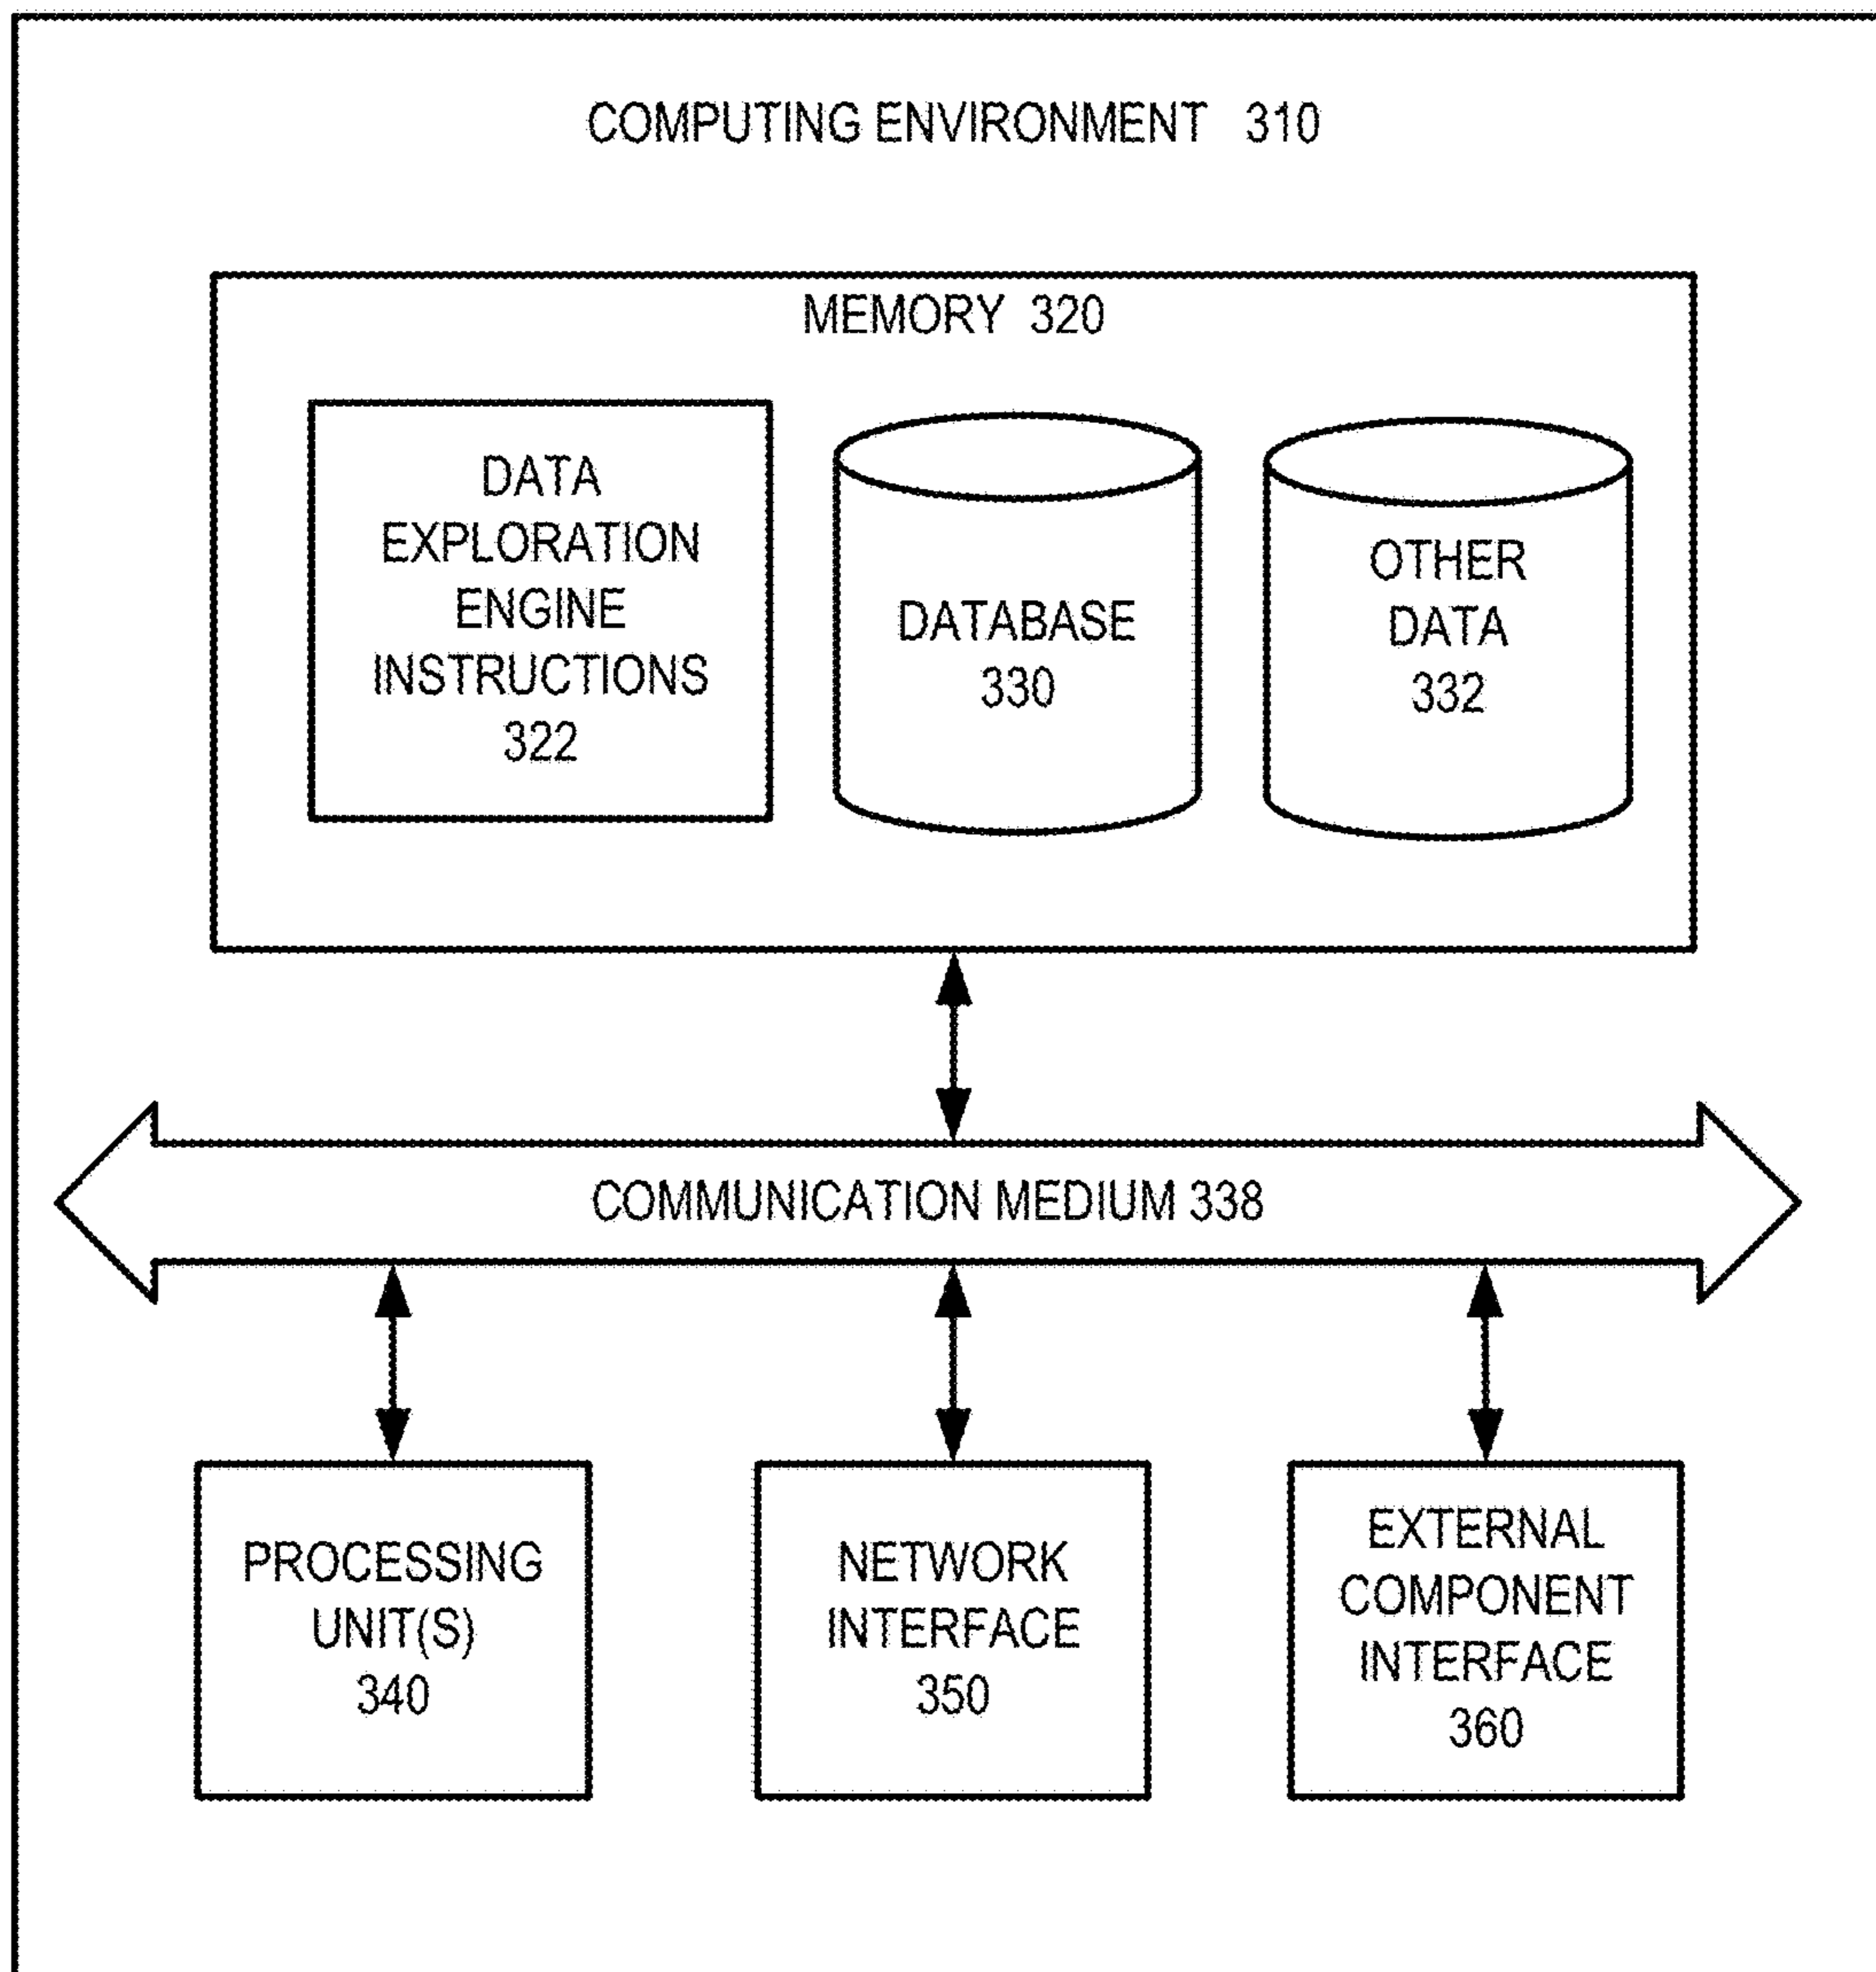 COMPUTING ENVIRONMENT 310
MEMORY 320
DATA
EXPLORATION
ENGINE
INSTRUCTIONS
322
DATABASE
330
OTHER
DATA
332
COMMUNICATION MEDIUM 338
PROCESSING
UNIT(S)
340
NETWORK
INTERFACE
350
EXTERNAL
COMPONENT
INTERFACE
360